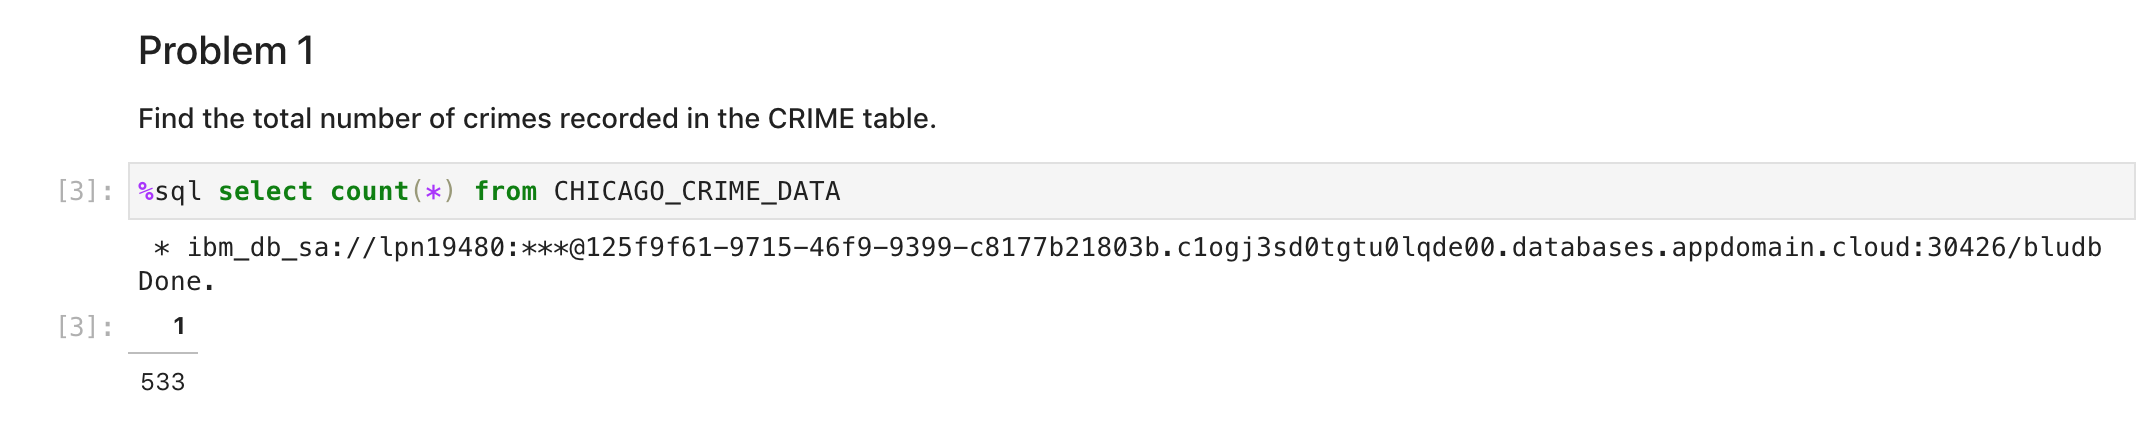 Problem 1
Find the total number of crimes recorded in the CRIME table.
[3]: %sql select count(*) from CHICAGO_CRIME_DATA
* ibm_db_sa://lpn19480:***@125f9f61-9715-46f9-9399-c8177b21803b.c1ogj3sd0tgtu0lqde00.databases.appdomain.cloud:30426/bludb
Done.
[3]: 1
533